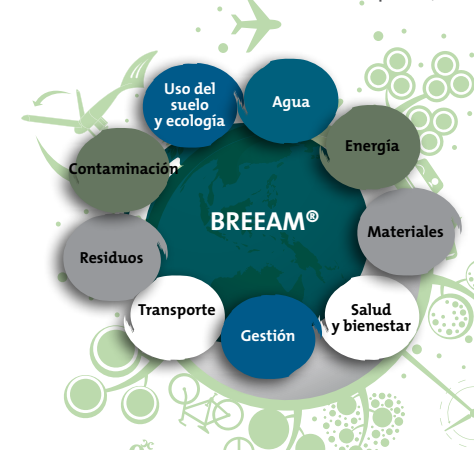 Uso del
suelo
y ecología
Agua
Energía
Contaminación
BREEAM®
Materiales
Residuos
Transporte
Salud
y bienestar
Gestión